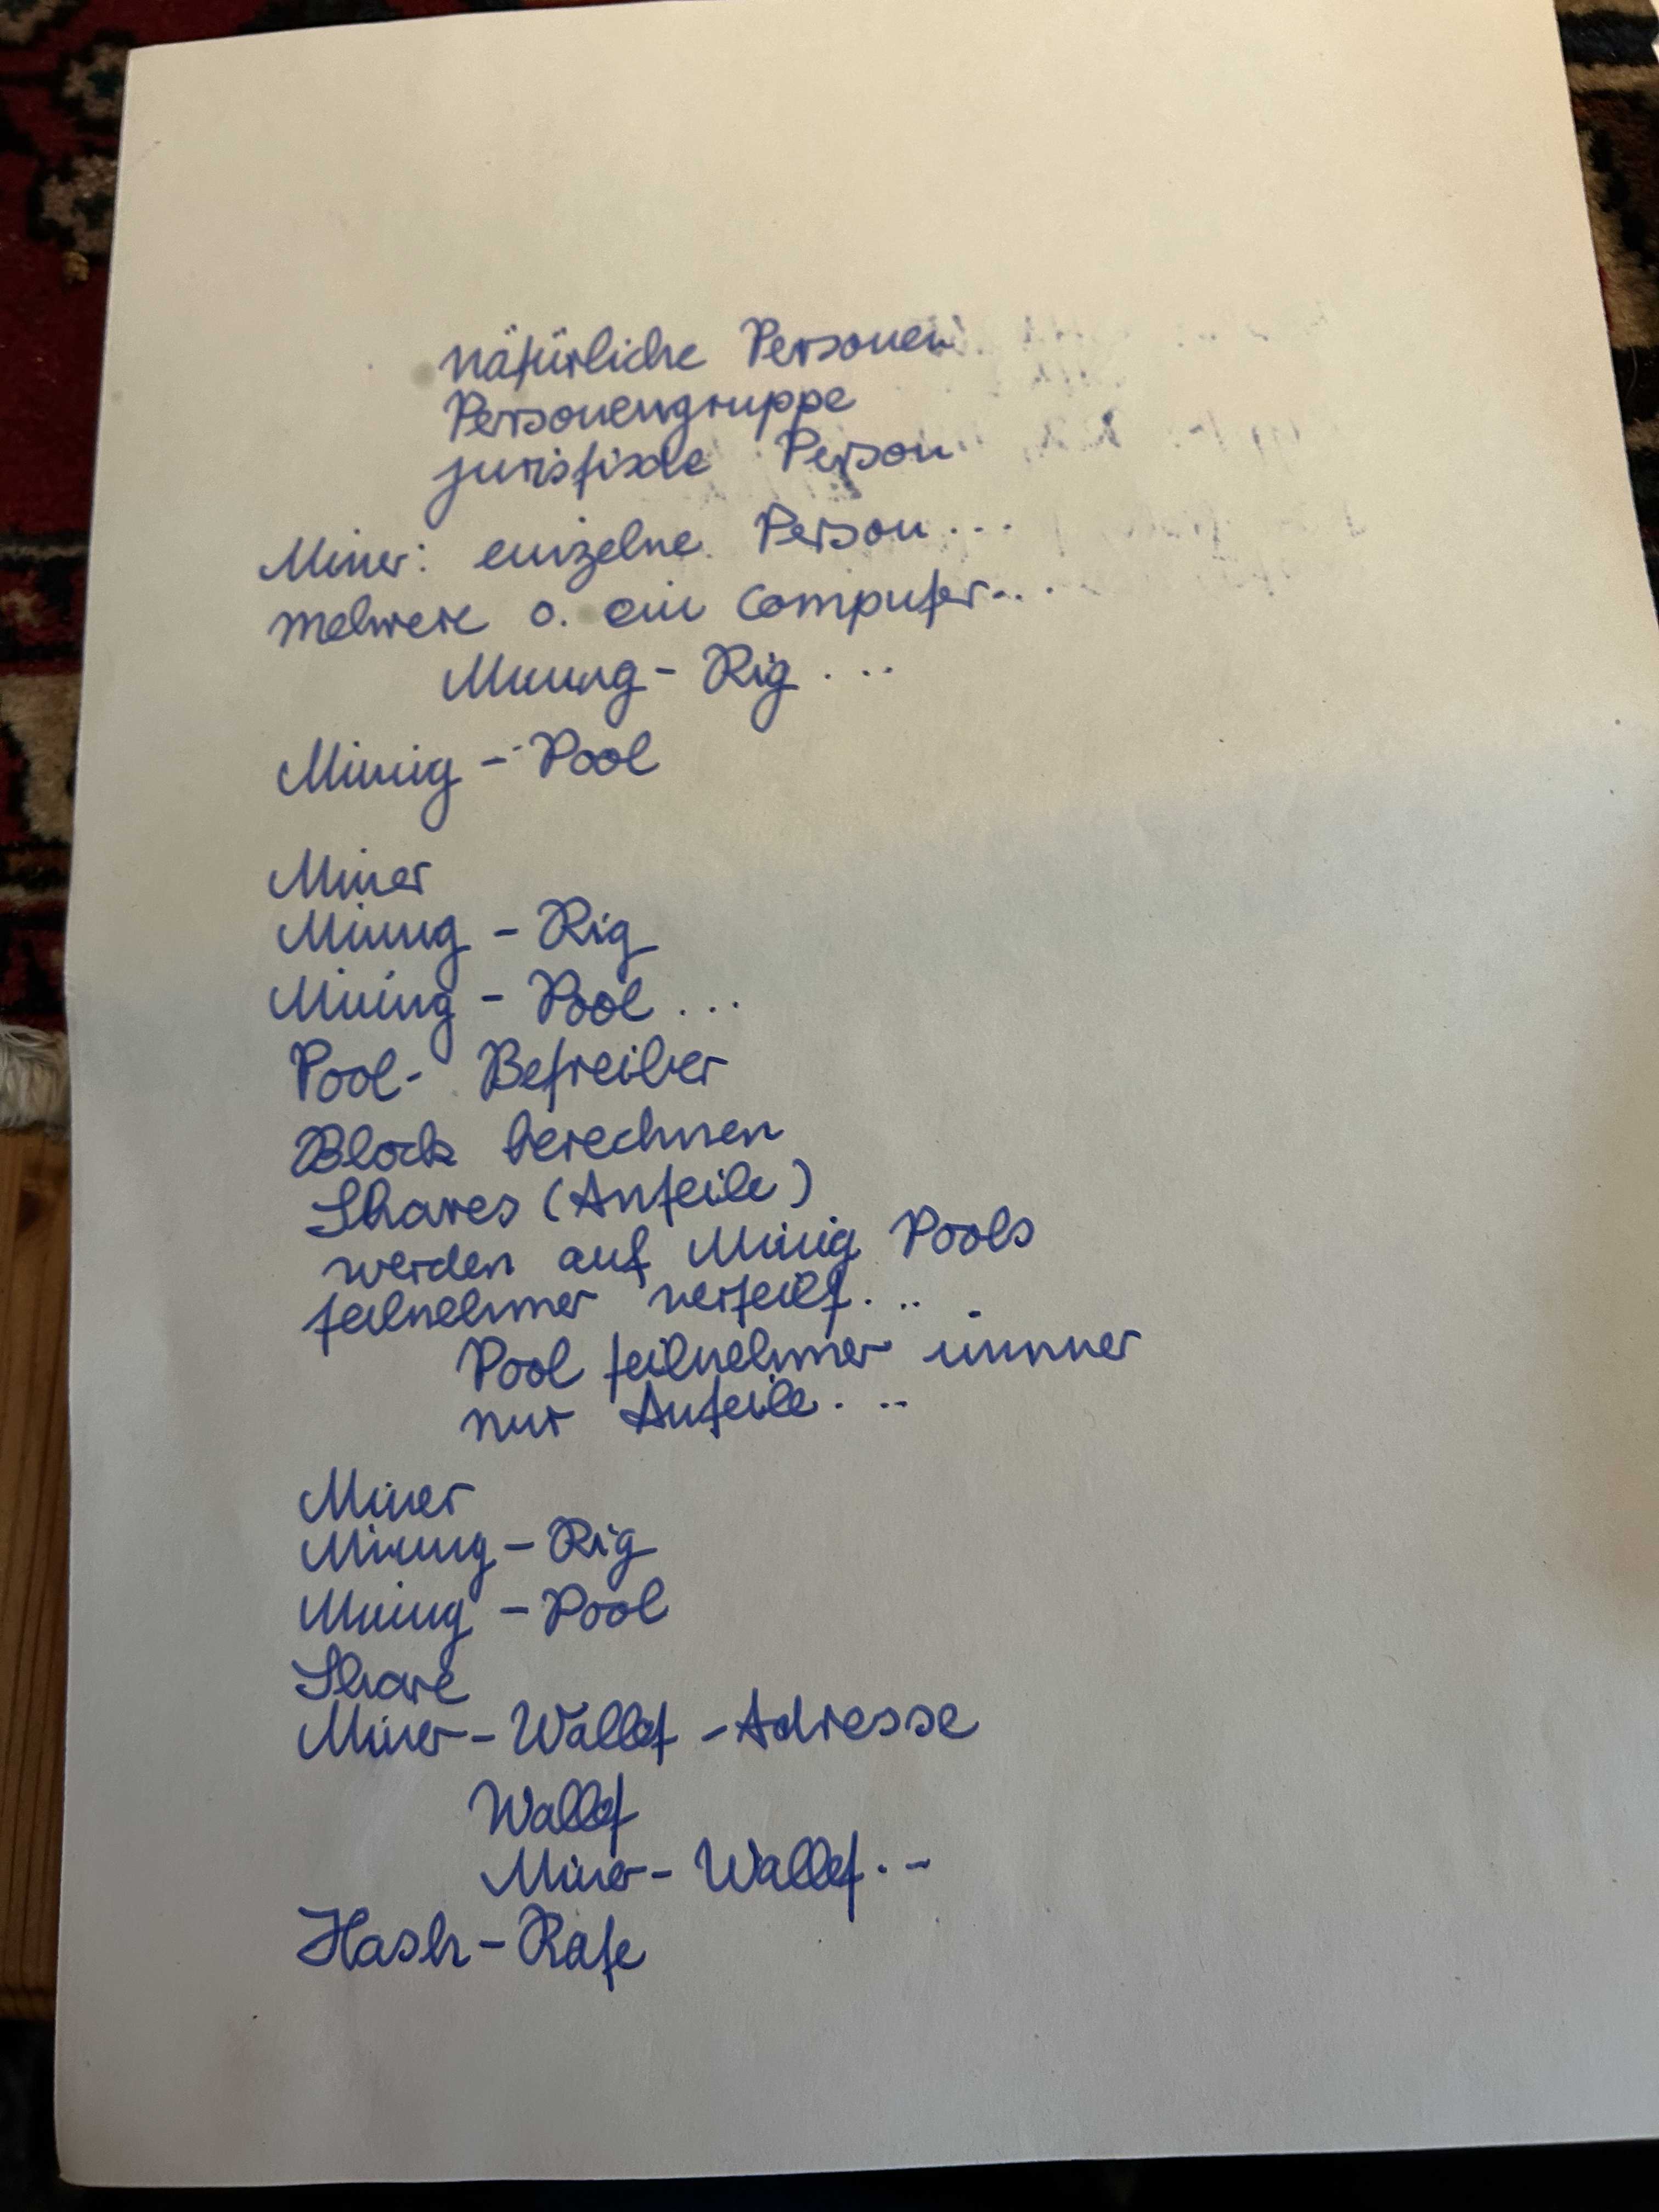 nätürliche Personen
Personengruppe
juristische Person
Miner: einzelne Person...
mehrere o. ein Computer...
Mining-Rig ...
Minig-Pool
Miner
Mining-Rig
Mining-Pool ...
Pool-Betreiber
Block berechnen
Shares (Anteile)
werden auf Minig Pools
teilnehmer verteilt...
Pool teilnehmer immer
nur Anteile...
Miner
Mining-Rig
Mining-Pool
Share
Miner-Wallet-Adresse
Wallet
Miner-Wallet..
Hash-Rate